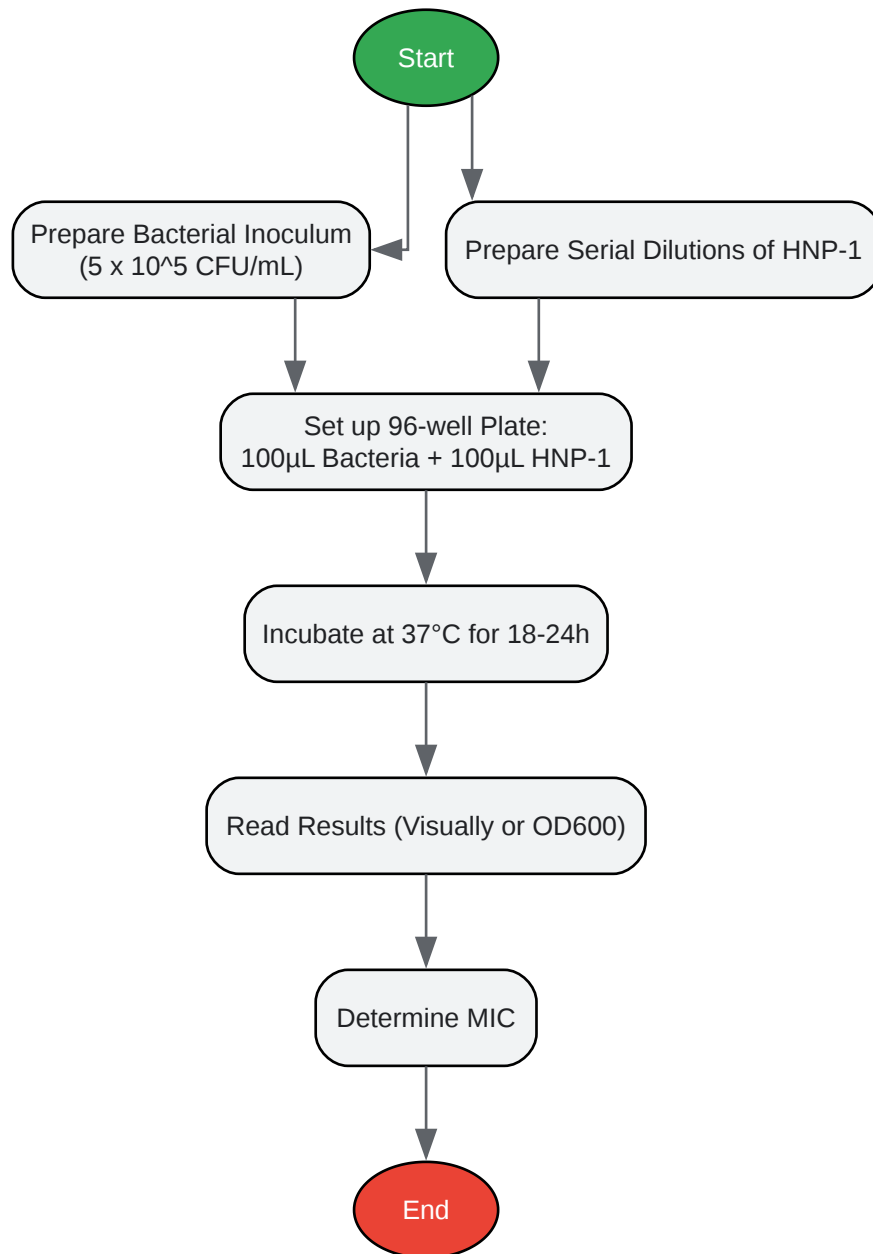 Start
Prepare Bacterial Inoculum
(5 x 10^5 CFU/mL)
Prepare Serial Dilutions of HNP-1
Set up 96-well Plate:
100µL Bacteria + 100µL HNP-1
Incubate at 37°C for 18-24h
Read Results (Visually or OD600)
Determine MIC
End